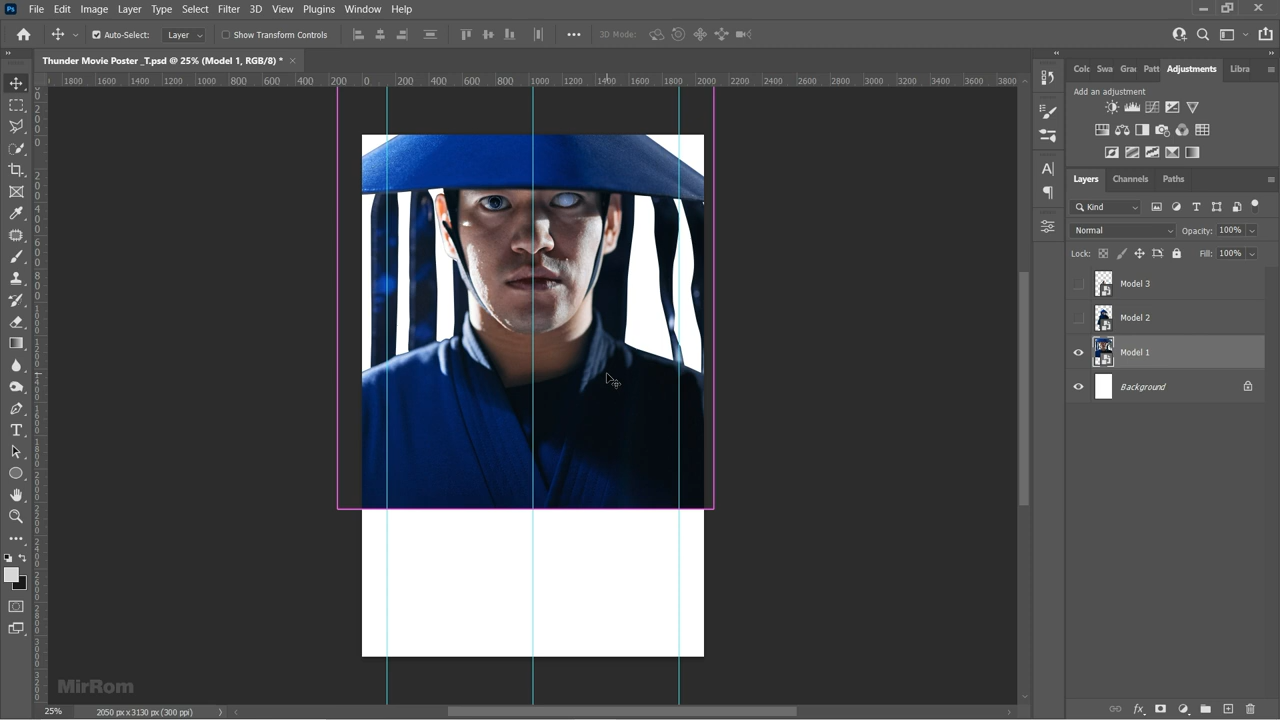 Ps File Edit Image Layer Type Select Filter 3D View Plugins Window Help
Auto-Select: Layer Show Transform Controls 3D Mode:
Thunder Movie Poster _T.psd @ 25% (Model 1, RGB/8) *
1800 1600 1400 1200 1000 800 600 400 200 0 200 400 600 800 1000 1200 1400 1600 1800 2000 2200 2400 2600 2800 3000 3200 3400 3600 3800
Colc Swa Grac Patt Adjustments Libra
Add an adjustment
Layers Channels Paths
Kind
Normal Opacity: 100%
Lock: Fill: 100%
Model 3
Model 2
Model 1
Background
MirRom
25% 2050 px x 3130 px (300 ppi)